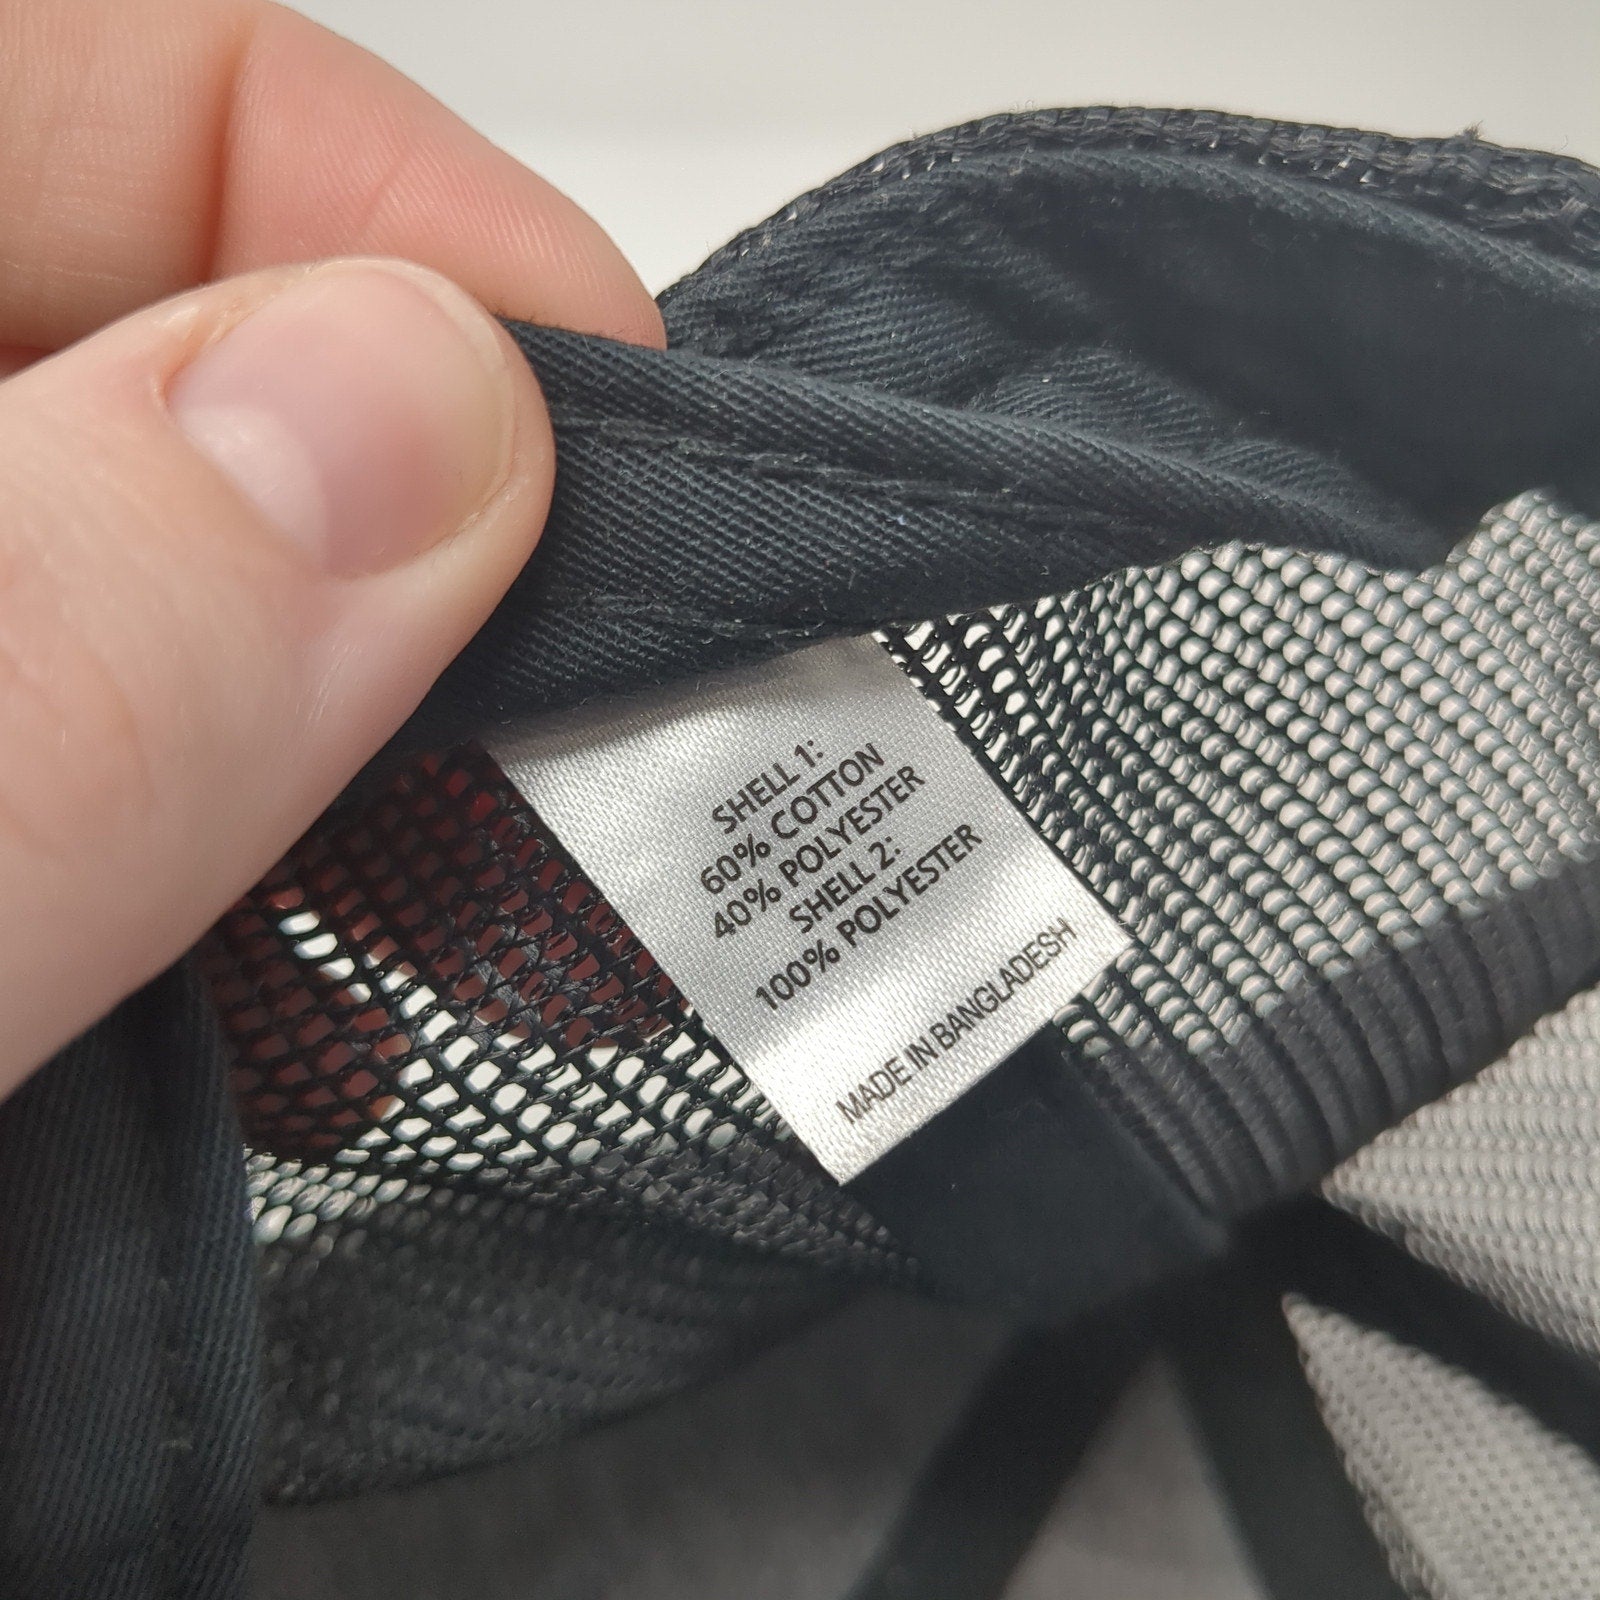 SHELL 1:
60% COTTON
40% POLYESTER
SHELL 2:
100% POLYESTER
MADE IN BANGLADESH